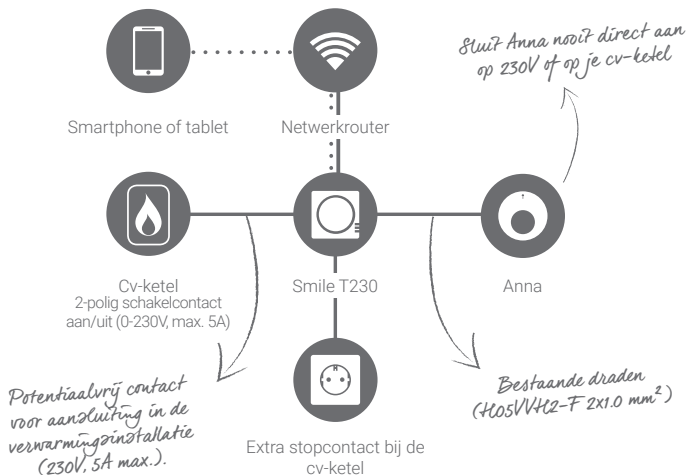 Sluit Anna nooit direct aan
op 230V of op je cv-ketel
Smartphone of tablet
Netwerkrouter
Cv-ketel
2-polig schakelcontact
aan/uit (0-230V, max. 5A)
Smile T230
Anna
Potentiaalvrij contact
voor aansluiting in de
verwarmingsinstallatie
(230V, 5A max.).
Bestaande draden
(H05VVH2-F 2x1.0 mm²)
Extra stopcontact bij de
cv-ketel